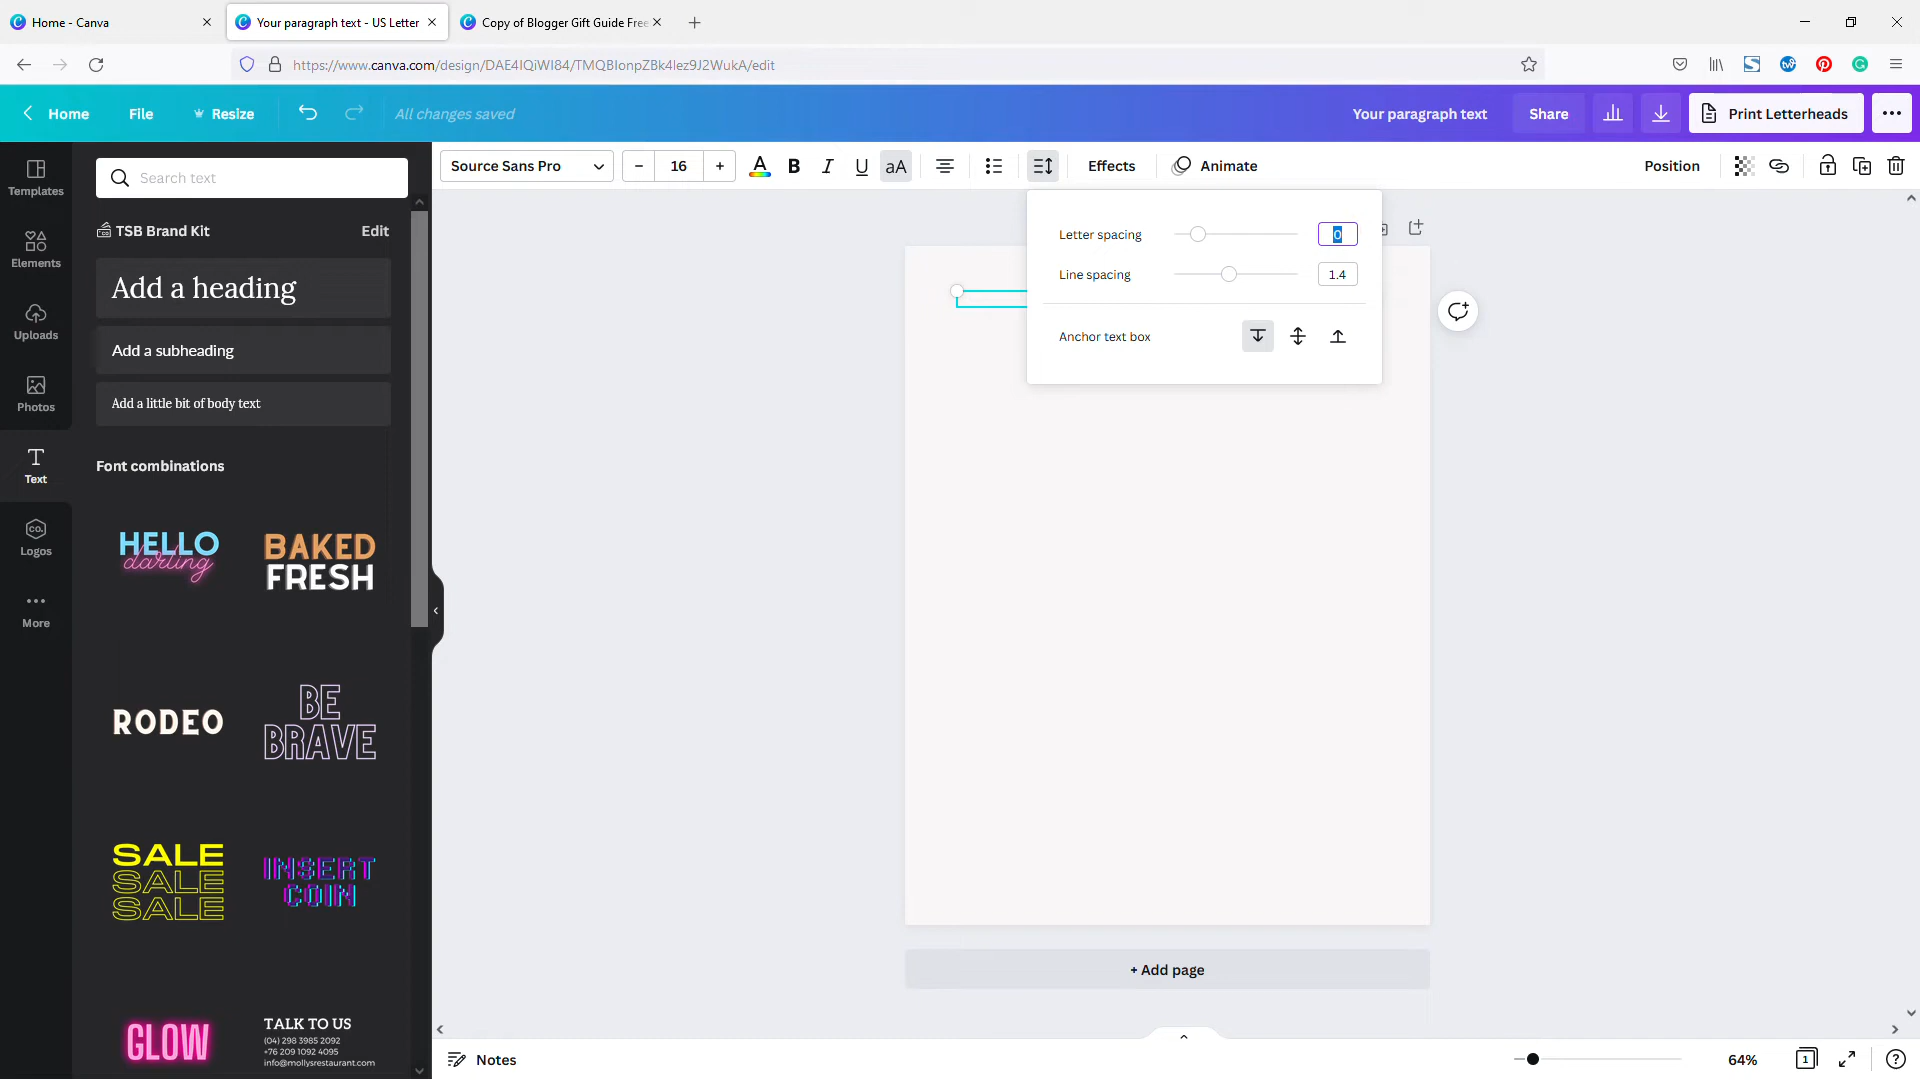 Home - Canva
Your paragraph text - US Letter
Copy of Blogger Gift Guide Free
https://www.canva.com/design/DAE4IQiWI84/TMQBIonpZBk4lez9J2WukA/edit
Home
File
Resize
All changes saved
Your paragraph text
Share
Print Letterheads
Source Sans Pro
16
A
B
I
U
aA
Effects
Animate
Position
Templates
Elements
Uploads
Photos
Text
Logos
More
Search text
TSB Brand Kit
Edit
Add a heading
Add a subheading
Add a little bit of body text
Font combinations
HELLO
darling
BAKED
FRESH
RODEO
BE
BRAVE
SALE
SALE
SALE
INSERT
COIN
GLOW
TALK TO US
(04) 298 3985 2092
+76 209 1092 4095
info@mollysrestaurant.com
Letter spacing
0
Line spacing
1.4
Anchor text box
+ Add page
Notes
64%
1